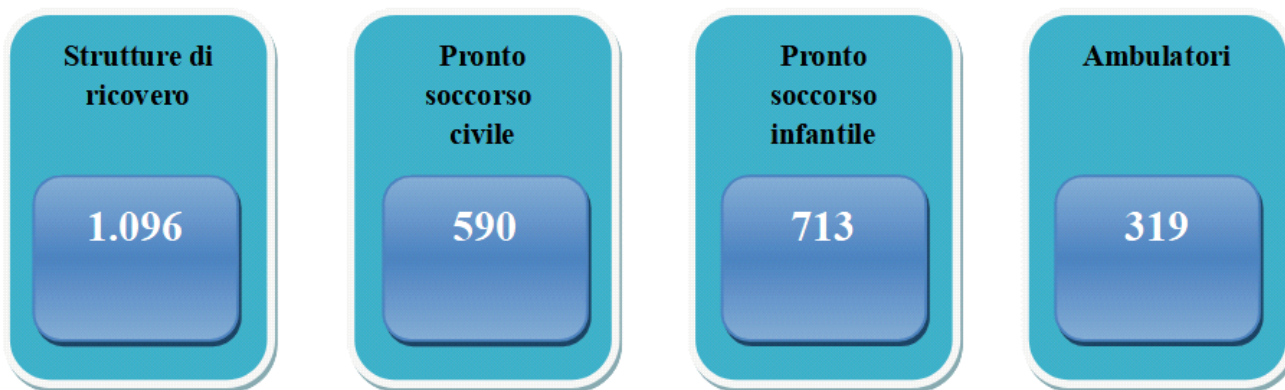 Strutture di
ricovero
1.096
Pronto
soccorso
civile
590
Pronto
soccorso
infantile
713
Ambulatori
319